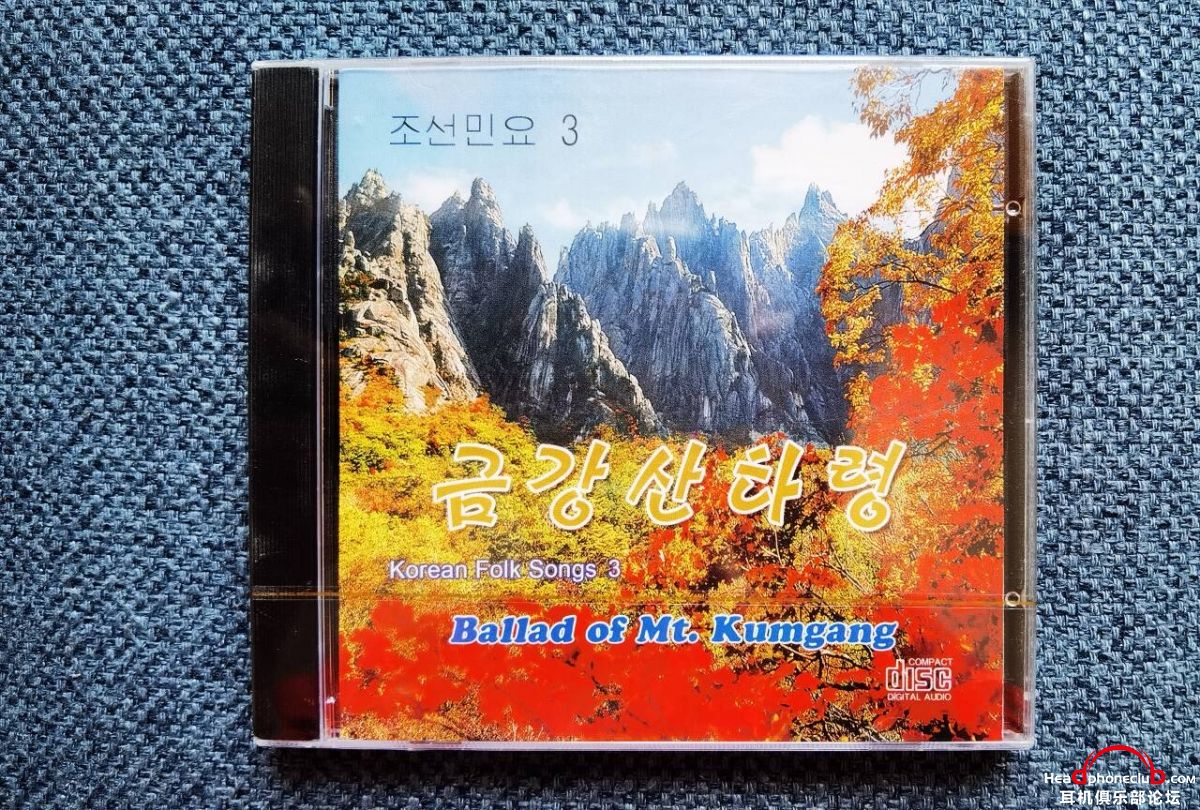 조선민요 3
금강산타령
Korean Folk Songs 3
Ballad of Mt. Kumgang
COMPACT
disc
DIGITAL AUDIO
Headphoneclub.com
耳机俱乐部论坛